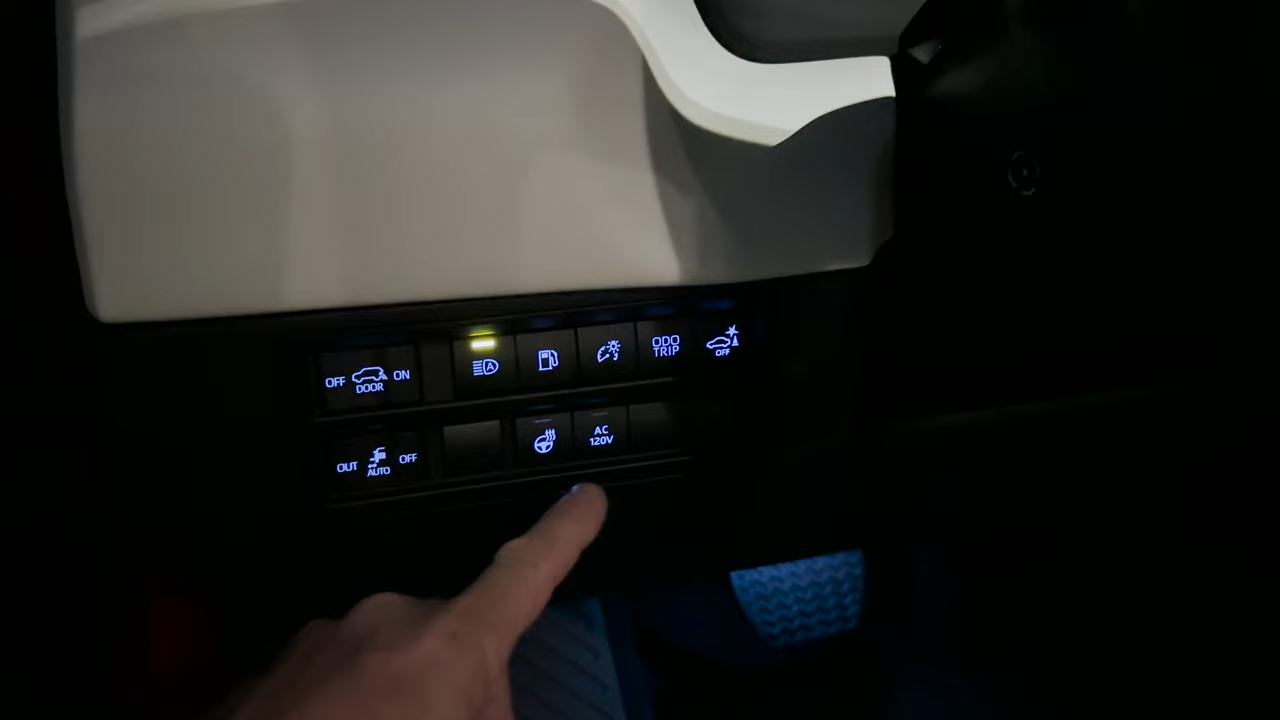 OFF DOOR ON
A
ODO
TRIP
OFF
OUT AUTO OFF
AC
120V